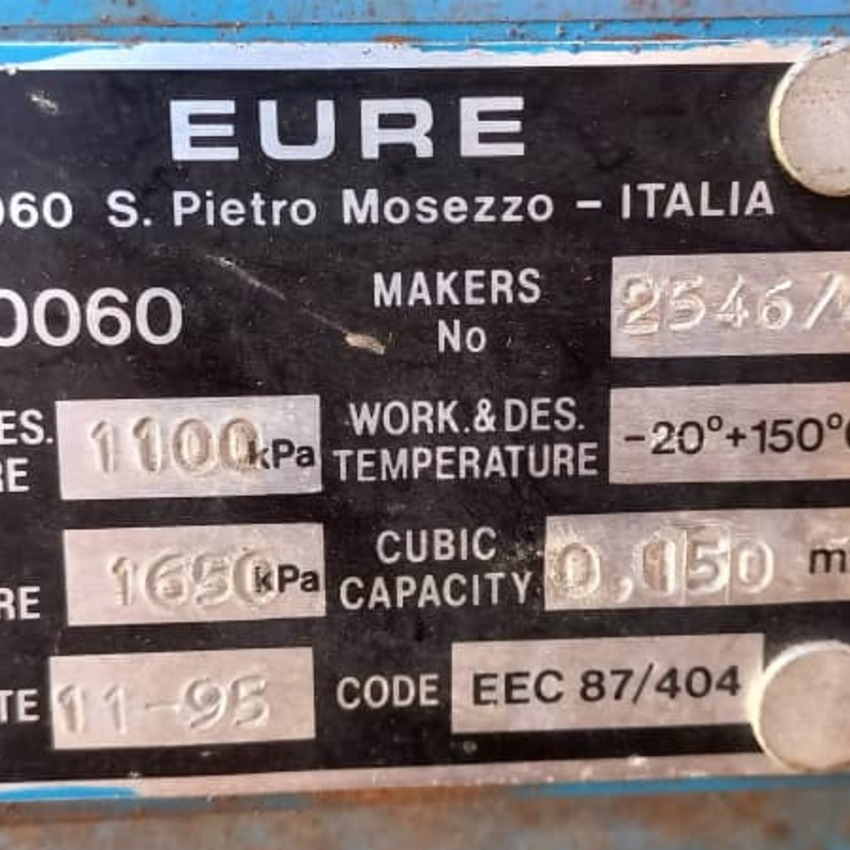 EURE
060 S. Pietro Mosezzo – ITALIA
0060
MAKERS No 2546/
ES. RE 1100 kPa
WORK.&DES. TEMPERATURE -20°+150°
RE 1650 kPa
CUBIC CAPACITY 0,150 m
TE 11-95
CODE EEC 87/404